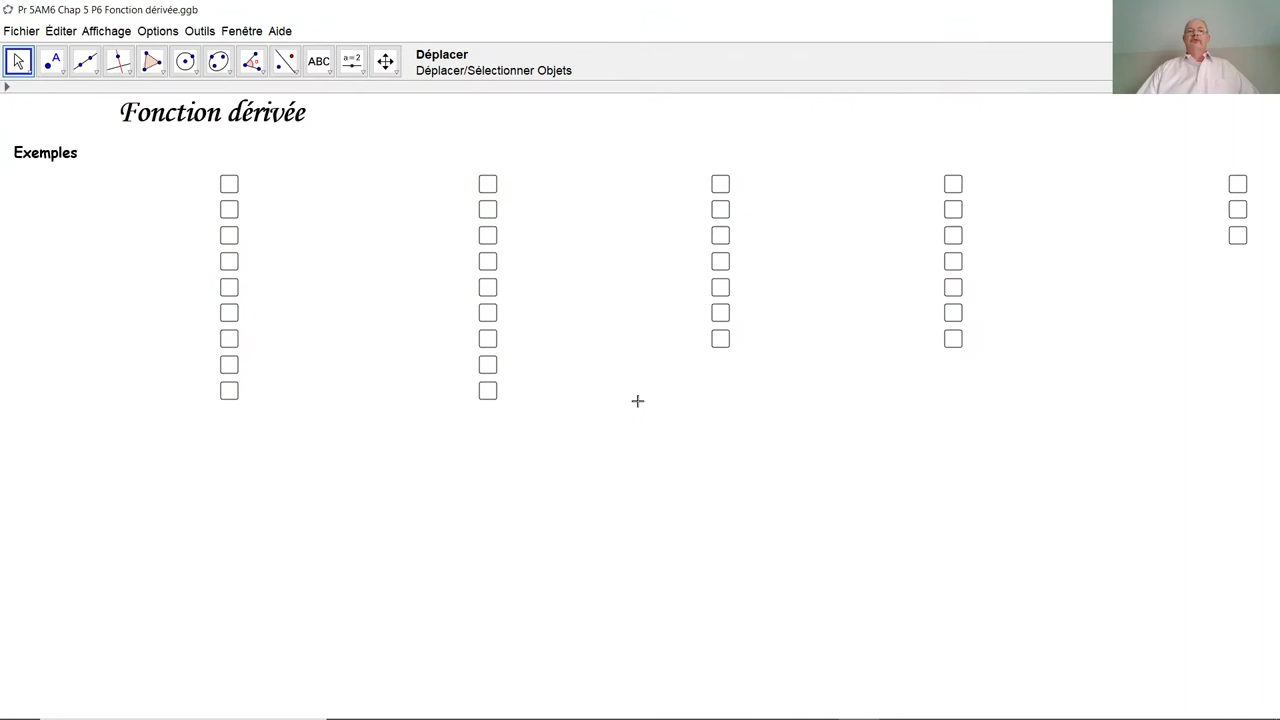 Pr 5AM6 Chap 5 P6 Fonction dérivée.ggb
Fichier Éditer Affichage Options Outils Fenêtre Aide
A
ABC
a=2
Déplacer
Déplacer/Sélectionner Objets
Fonction dérivée
Exemples